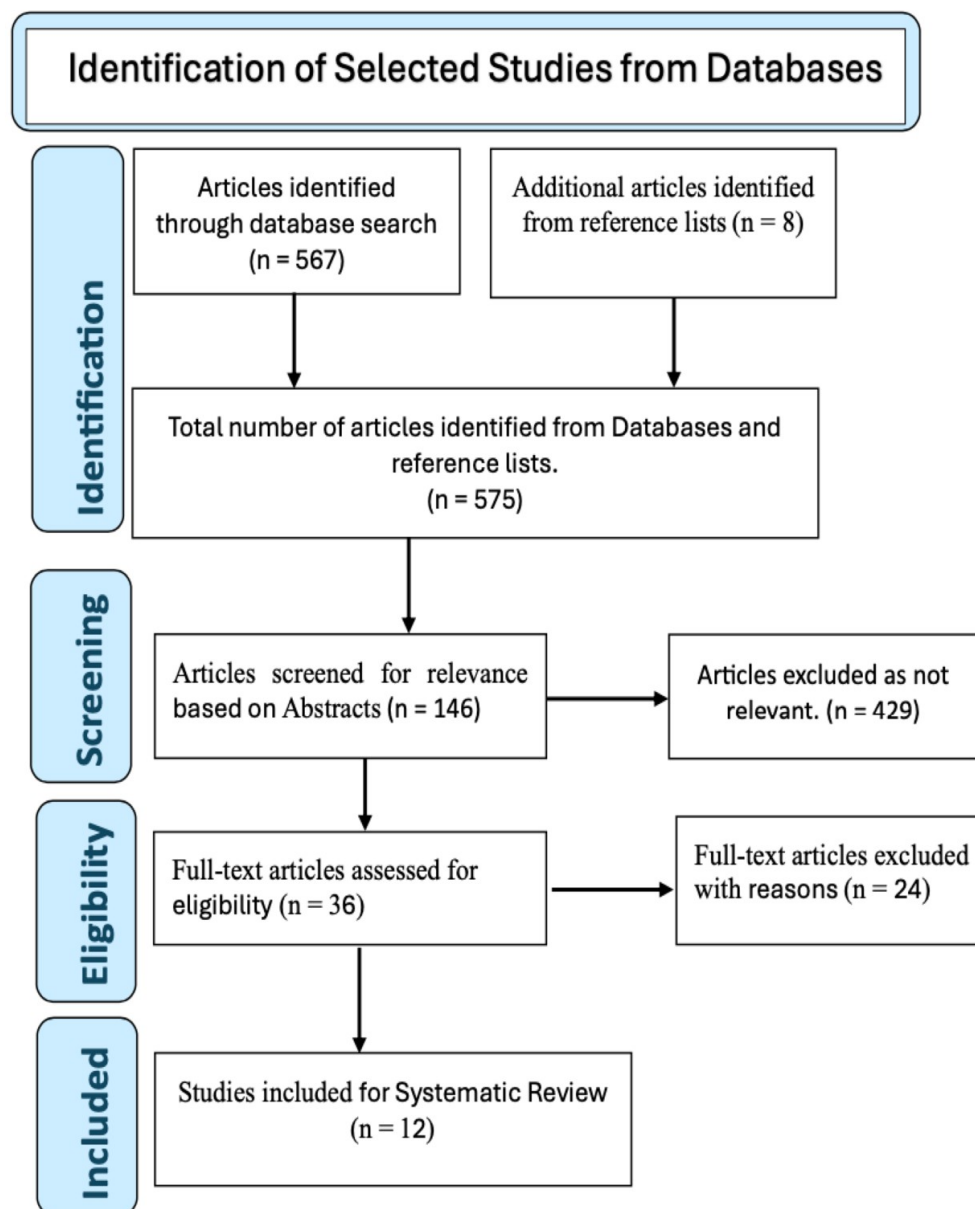 Identification of Selected Studies from Databases
Identification
Articles identified
through database search
(n = 567)
Additional articles identified
from reference lists (n = 8)
Total number of articles identified from Databases and
reference lists.
(n = 575)
Screening
Articles screened for relevance
based on Abstracts (n = 146)
Articles excluded as not
relevant. (n = 429)
Eligibility
Full-text articles assessed for
eligibility (n = 36)
Full-text articles excluded
with reasons (n = 24)
Included
Studies included for Systematic Review
(n = 12)